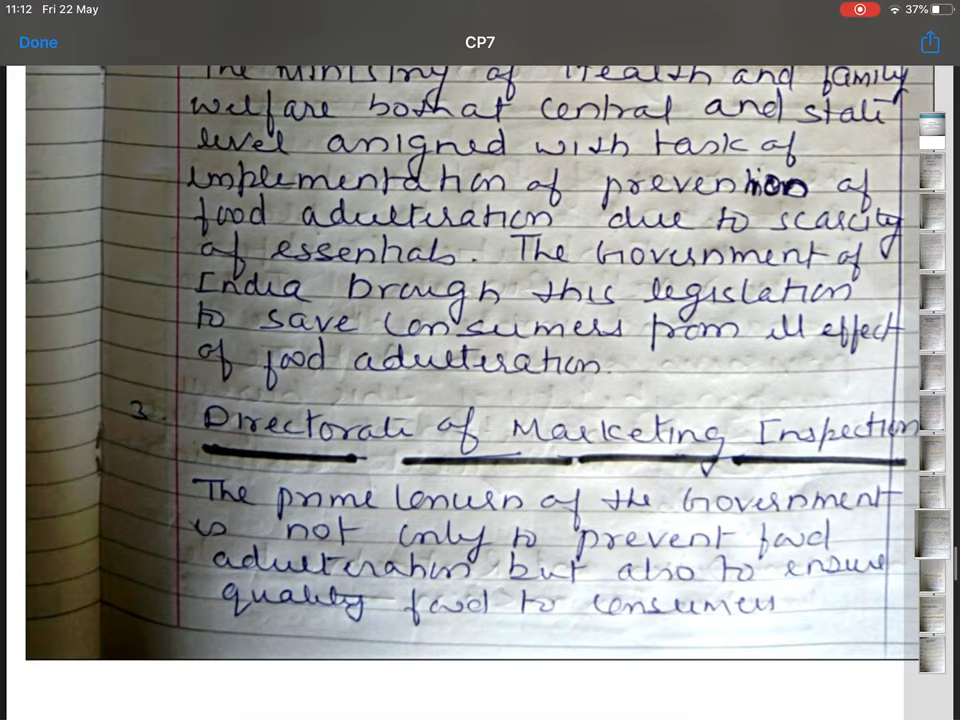 11:12 Fri 22 May
37%
Done
CP7
The Ministry of Health and family
welfare both at central and state
level assigned with task of
implementation of prevention of
food adulteration due to scarcity
of essentials. The Government of
India brough this legislation
to save consumers from ill effect
of food adulteration.
3. Directorate of Marketing Inspection
The prime concern of the Government
is not only to prevent food
adulteration but also to ensure
quality food to consumers